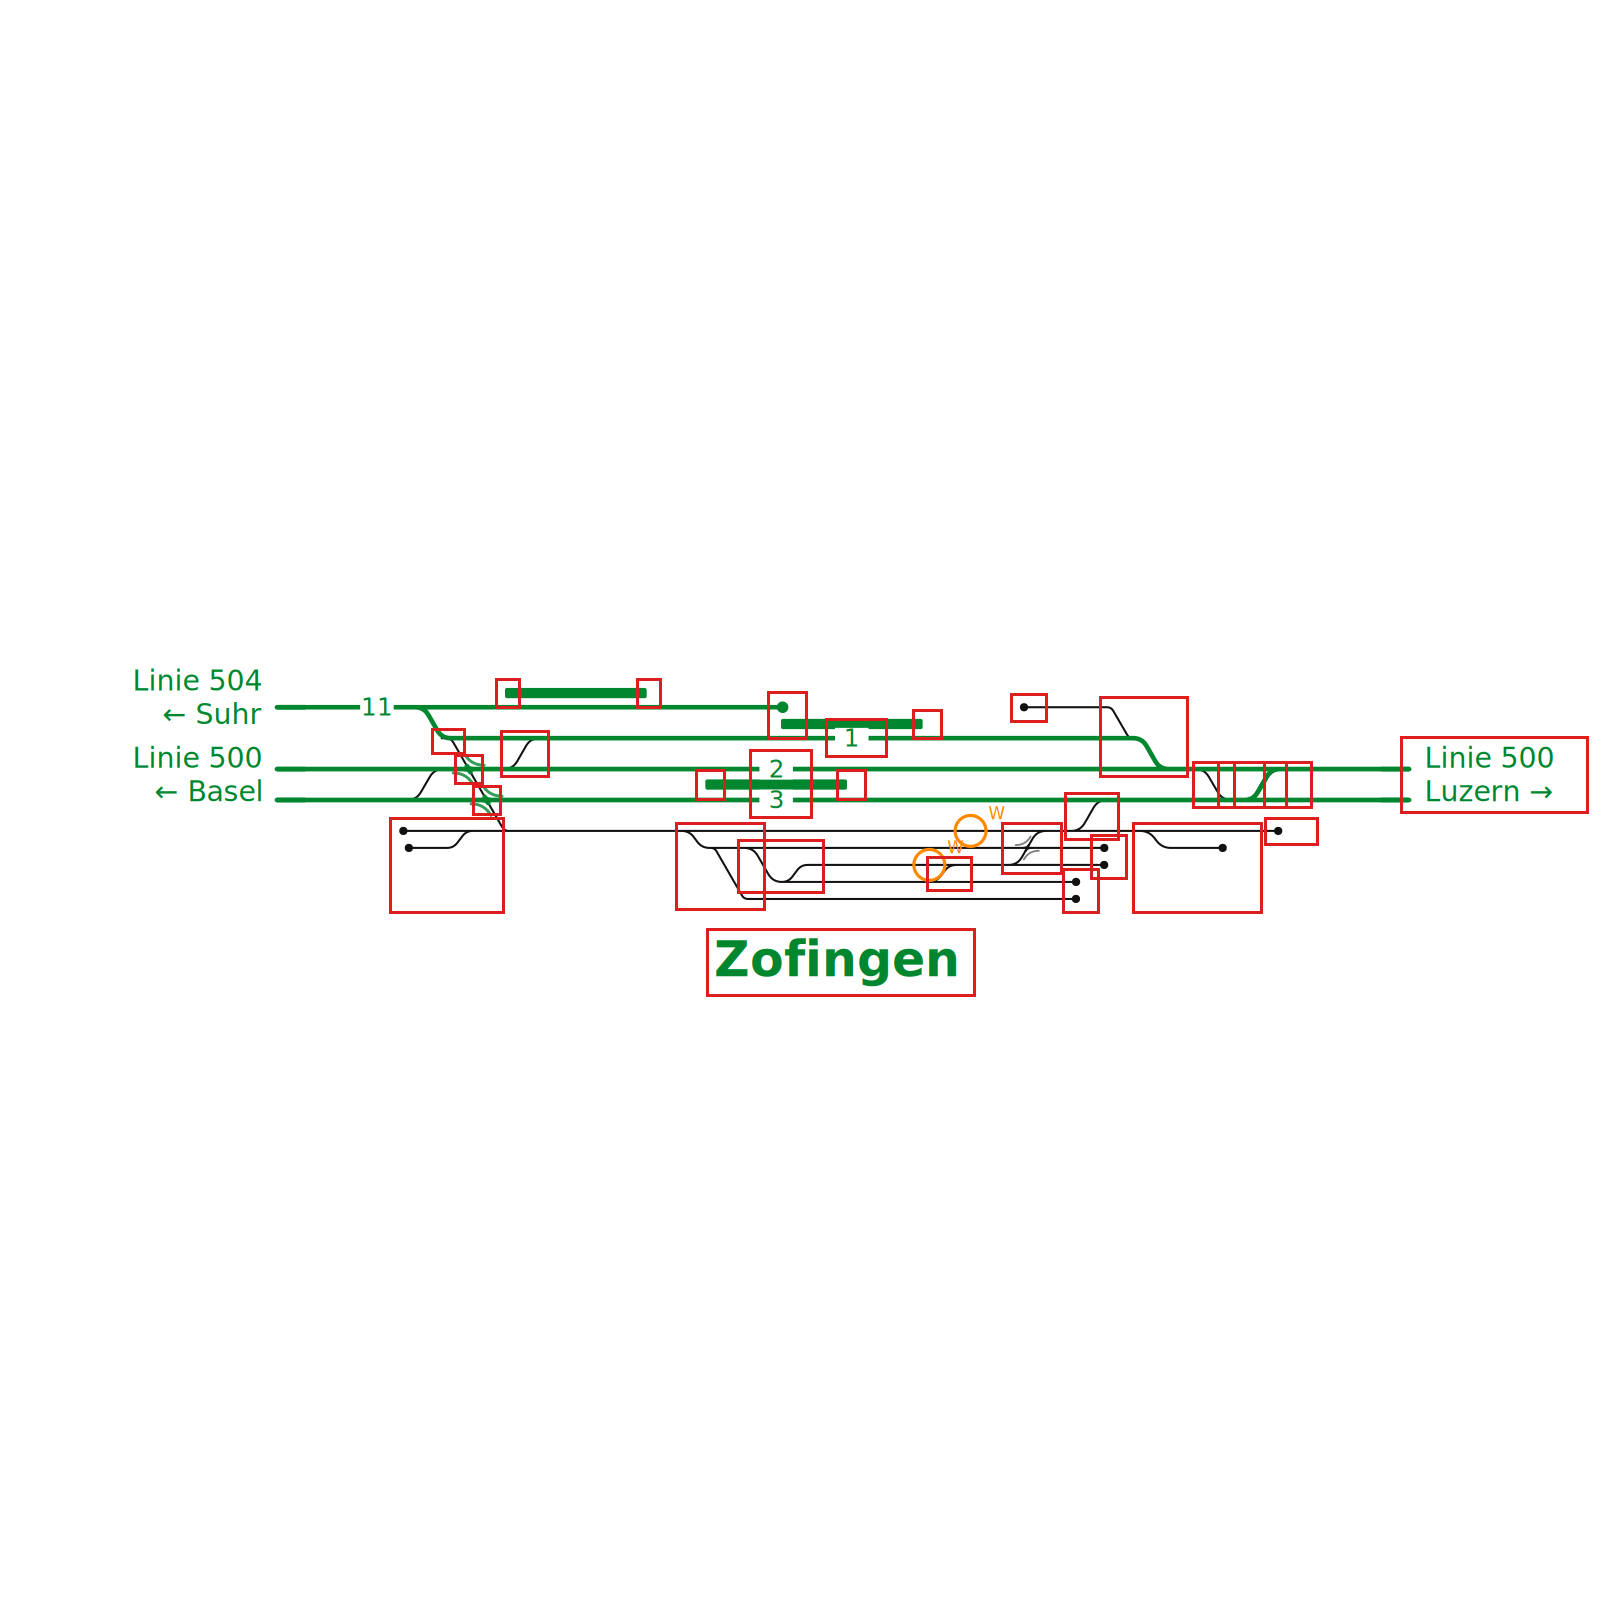 Linie 504
← Suhr
11
1
Linie 500
← Basel
2
3
Linie 500
Luzern →
W
W
Zofingen